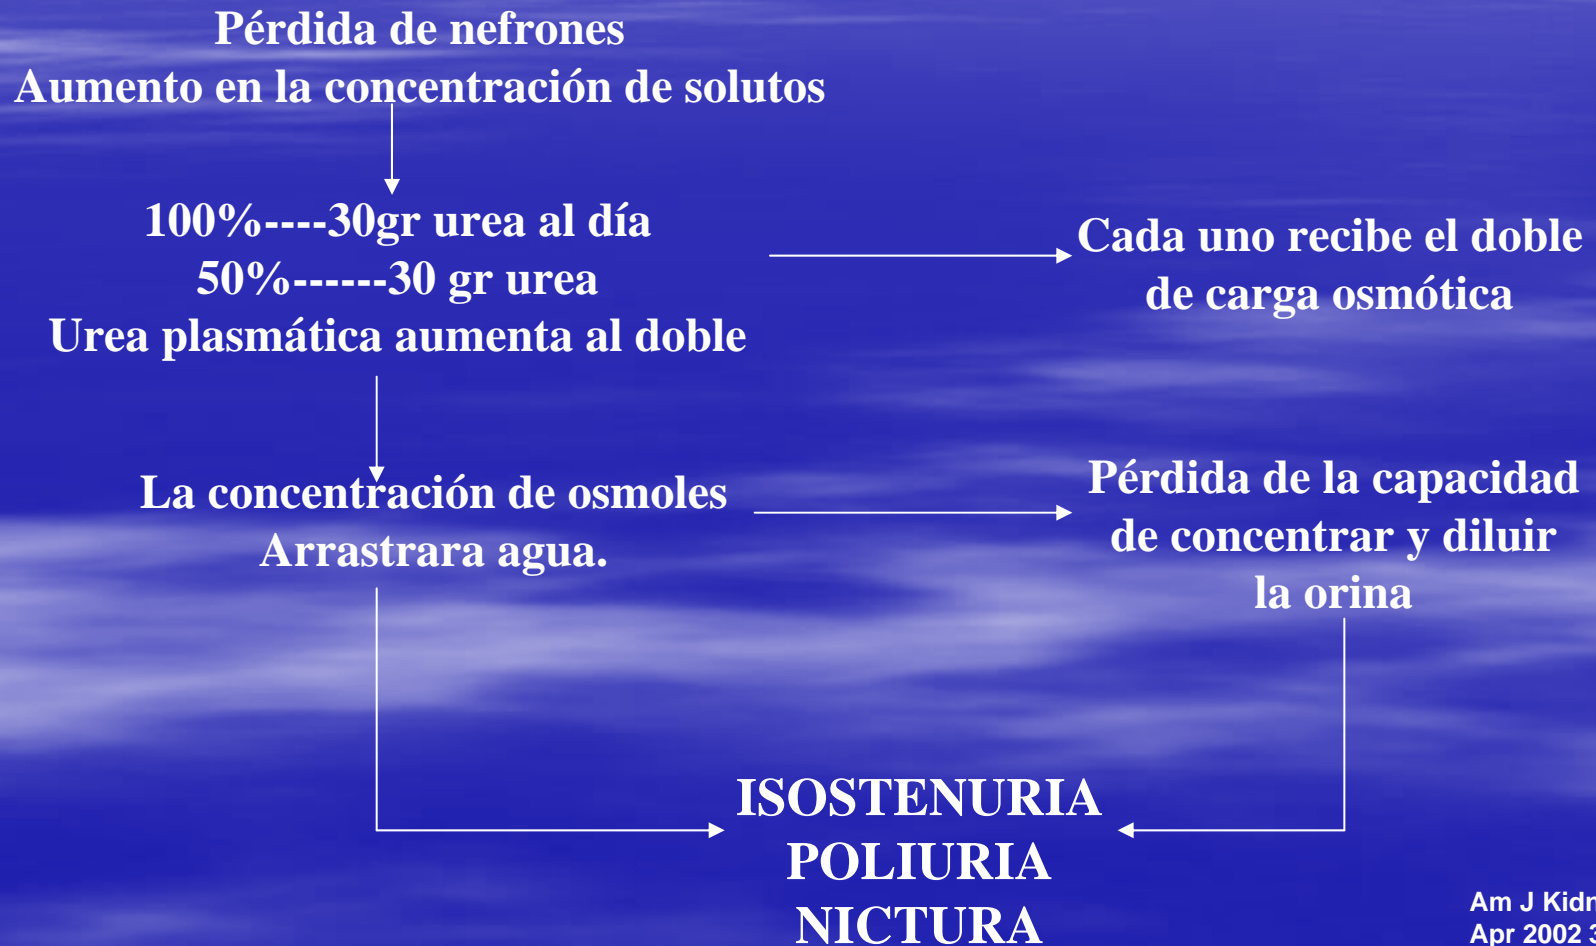 Pérdida de nefrones
Aumento en la concentración de solutos
100%----30gr urea al día
50%------30 gr urea
Urea plasmática aumenta al doble
Cada uno recibe el doble
de carga osmótica
La concentración de osmoles
Arrastrara agua.
Pérdida de la capacidad
de concentrar y diluir
la orina
ISOSTENURIA
POLIURIA
NICTURA
Am J Kidn
Apr 2002 3